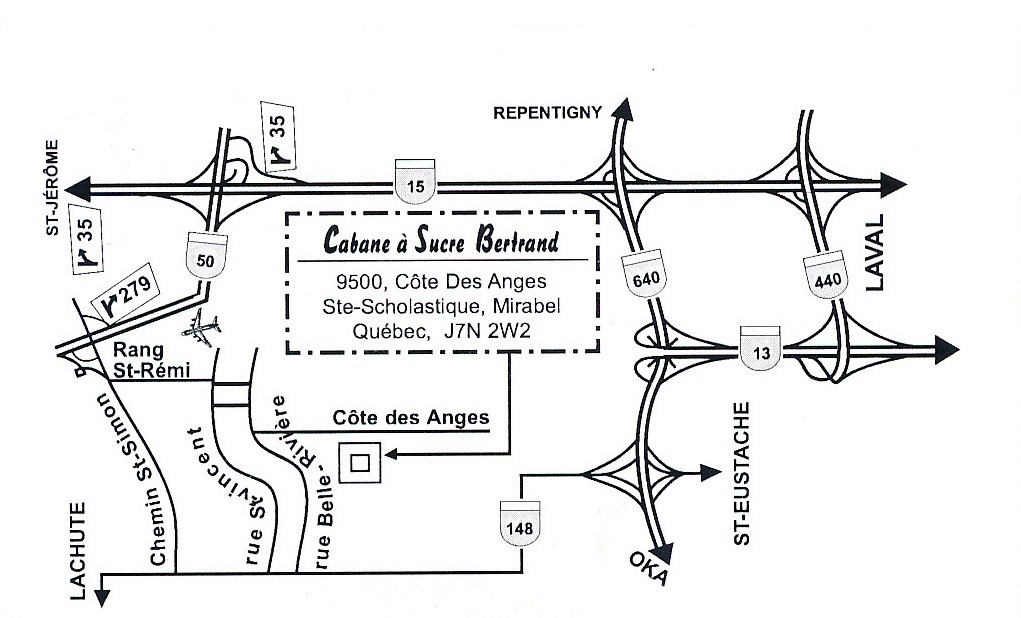 REPENTIGNY
ST-JÉRÔME
35
15
35
50
279
Cabane à Sucre Bertrand
9500, Côte Des Anges
Ste-Scholastique, Mirabel
Québec, J7N 2W2
640
440
LAVAL
13
Rang
St-Rémi
Côte des Anges
Chemin St-Simon
rue St-vincent
rue Belle-Rivière
148
ST-EUSTACHE
LACHUTE
OKA